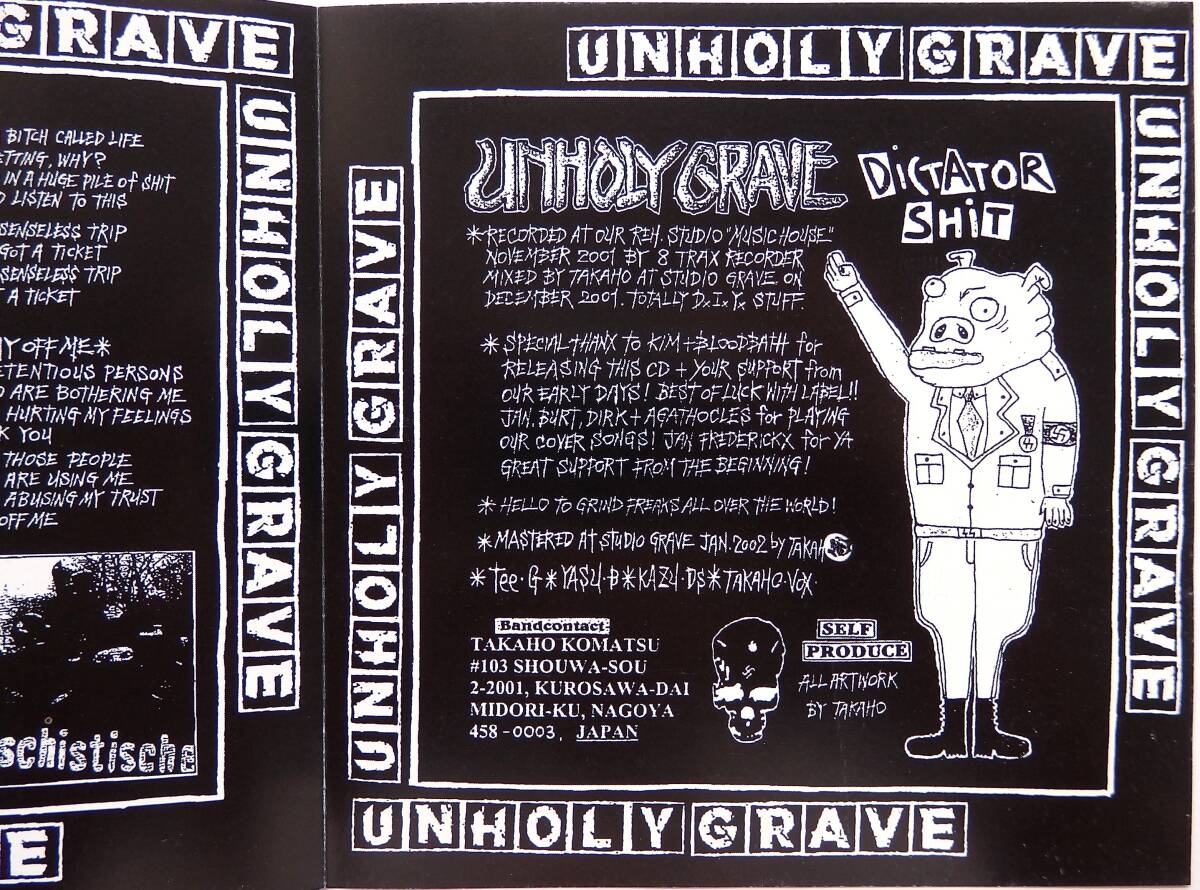 GRAVE
UNHOLY GRAVE
BITCH CALLED LIFE
WHY?
IN A HUGE PILE of SHIT
LISTEN TO THIS
SENSELESS TRIP
GOT A TICKET
SENSELESS TRIP
A TICKET
OFF ME*
PERSONS
ARE BOTHERING ME
HURTING MY FEELINGS
YOU
THOSE PEOPLE
ARE USING ME
ABUSING MY TRUST
OFF ME
schistische
E
UNHOLY GRAVE
UNHOLY GRAVE
UNHOLY GRAVE
UNHOLY GRAVE
UNHOLY GRAVE
DiCTATOR
SHiT
*RECORDED AT OUR REH. STUDIO "MUSIC HOUSE"
NOVEMBER 2001 BY 8 TRAX RECORDER
MIXED BY TAKAHO AT STUDIO GRAVE ON
DECEMBER 2001. TOTALLY D.I.Y. STUFF.
* SPECIAL THANX TO KIM + BLOODBATH for
RELEASING THIS CD + YOUR SUPPORT from
OUR EARLY DAYS! BEST OF LUCK WITH LABEL!!
JAN, BURT, DIRK + AGATHOCLES for PLAYING
OUR COVER SONGS! JAN FREDERICKX for YA
GREAT SUPPORT FROM THE BEGINNING!
* HELLO TO GRIND FREAKS ALL OVER THE WORLD!
*MASTERED AT STUDIO GRAVE JAN. 2002 by TAKAHO
*Tee·G*YASU·B*KAZU·DS*TAKAHO·VOX
Bandcontact
TAKAHO KOMATSU
#103 SHOUWA-SOU
2-2001, KUROSAWA-DAI
MIDORI-KU, NAGOYA
458-0003, JAPAN
SELF
PRODUCE
ALL ARTWORK
BY TAKAHO